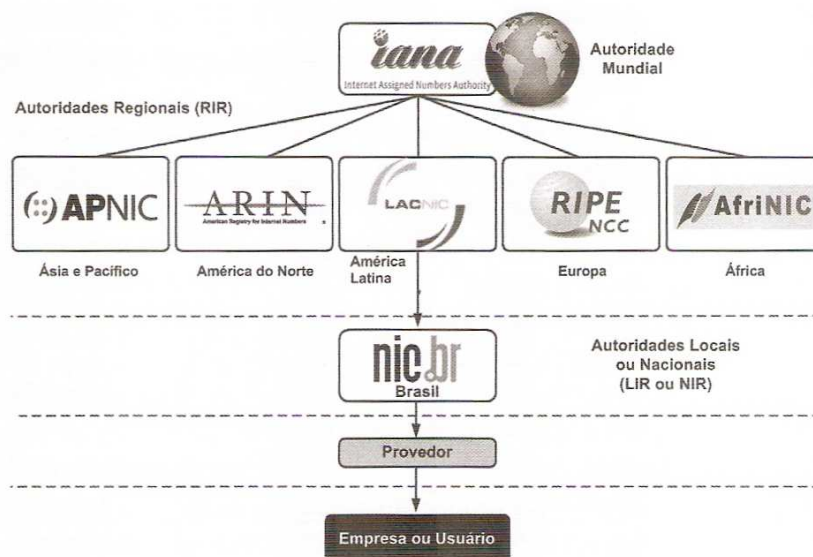 iana
Internet Assigned Numbers Authority
Autoridade
Mundial
Autoridades Regionais (RIR)
APNIC
ARIN
American Registry for Internet Numbers
LACNIC
RIPE
NCC
AfriNIC
Ásia e Pacífico
América do Norte
América
Latina
Europa
África
nic.br
Brasil
Autoridades Locais
ou Nacionais
(LIR ou NIR)
Provedor
Empresa ou Usuário